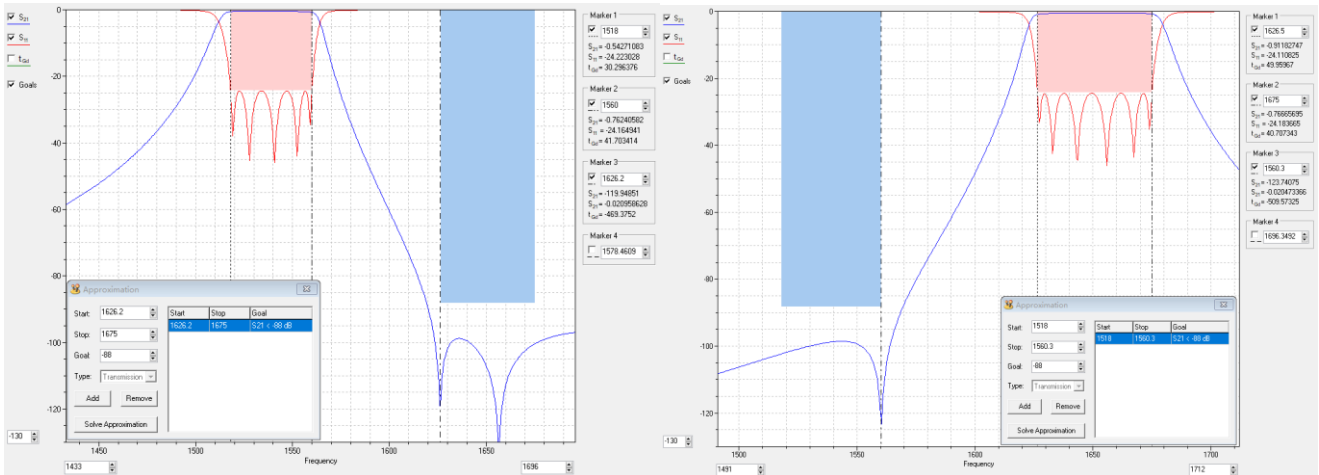 S21
S11
tGd
Goals
0
-20
-40
-60
-80
-100
-120
-130
1450
1500
1550
1600
1650
1433
Frequency
1696
Approximation
Start:
1626.2
Stop:
1675
Goal:
-88
Type:
Transmission
Add
Remove
Solve Approximation
Start Stop Goal
1626.2 1675 S21 < -88 dB
Marker 1
1518
S21 = -0.54271083
S11 = -24.223028
tGd = 30.296376
Marker 2
1560
S21 = -0.76240582
S11 = -24.164941
tGd = 41.703414
Marker 3
1626.2
S21 = -119.94851
S11 = -0.020958628
tGd = -469.3752
Marker 4
1578.4609
S21
S11
tGd
Goals
0
-20
-40
-60
-80
-100
-120
-130
1500
1550
1600
1650
1700
1491
Frequency
1712
Approximation
Start:
1518
Stop:
1560.3
Goal:
-88
Type:
Transmission
Add
Remove
Solve Approximation
Start Stop Goal
1518 1560.3 S21 < -88 dB
Marker 1
1626.5
S21 = -0.91182747
S11 = -24.110825
tGd = 49.95967
Marker 2
1675
S21 = -0.76665695
S11 = -24.183665
tGd = 40.707343
Marker 3
1560.3
S21 = -123.74075
S11 = -0.020473366
tGd = -509.57325
Marker 4
1696.3492